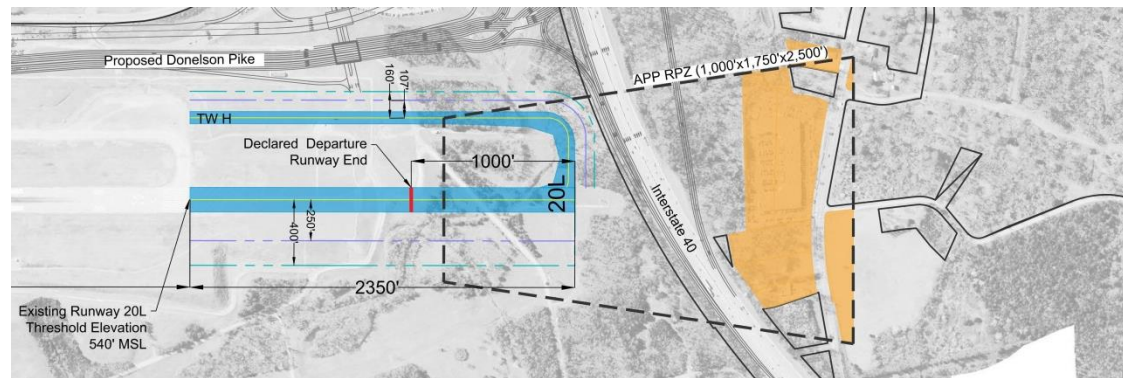 Proposed Donelson Pike
160'
107'
APP RPZ (1,000'x1,750'x2,500')
TW H
Declared Departure
Runway End
1000'
20L
Interstate 40
250'
400'
2350'
Existing Runway 20L
Threshold Elevation
540' MSL